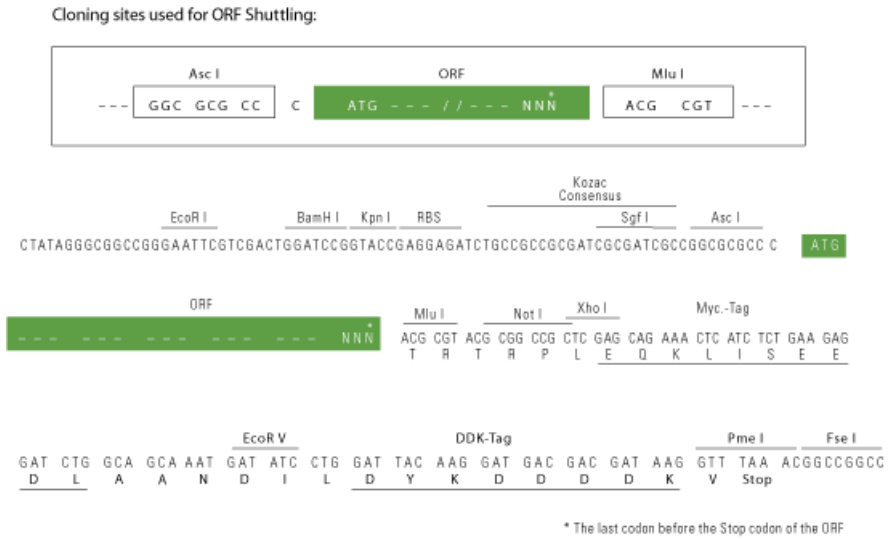 Cloning sites used for ORF Shuttling:
Asc I ORF Mlu I
--- GGC GCG CC C ATG --- // --- NNN* ACG CGT ---
Kozac
Consensus
EcoR I BamH I Kpn I RBS Sgf I Asc I
CTATAGGGCGGCCGGGAATTCGTCGACTGGATCCGGTACCGAGGAGATCTGCCGCCGCGATCGCGATCGCCGGCGCGCC C ATG
ORF
Mlu I Not I Xho I Myc.-Tag
--- --- --- --- NNN* ACG CGT ACG CGG CCG CTC GAG CAG AAA CTC ATC TCT GAA GAG
T R T R P L E Q K L I S E E
EcoR V DDK-Tag Pme I Fse I
GAT CTG GCA GCA AAT GAT ATC CTG GAT TAC AAG GAT GAC GAC GAT AAG GTT TAA ACGGCCGGCC
D L A A N D I L D Y K D D D D K V Stop
* The last codon before the Stop codon of the ORF